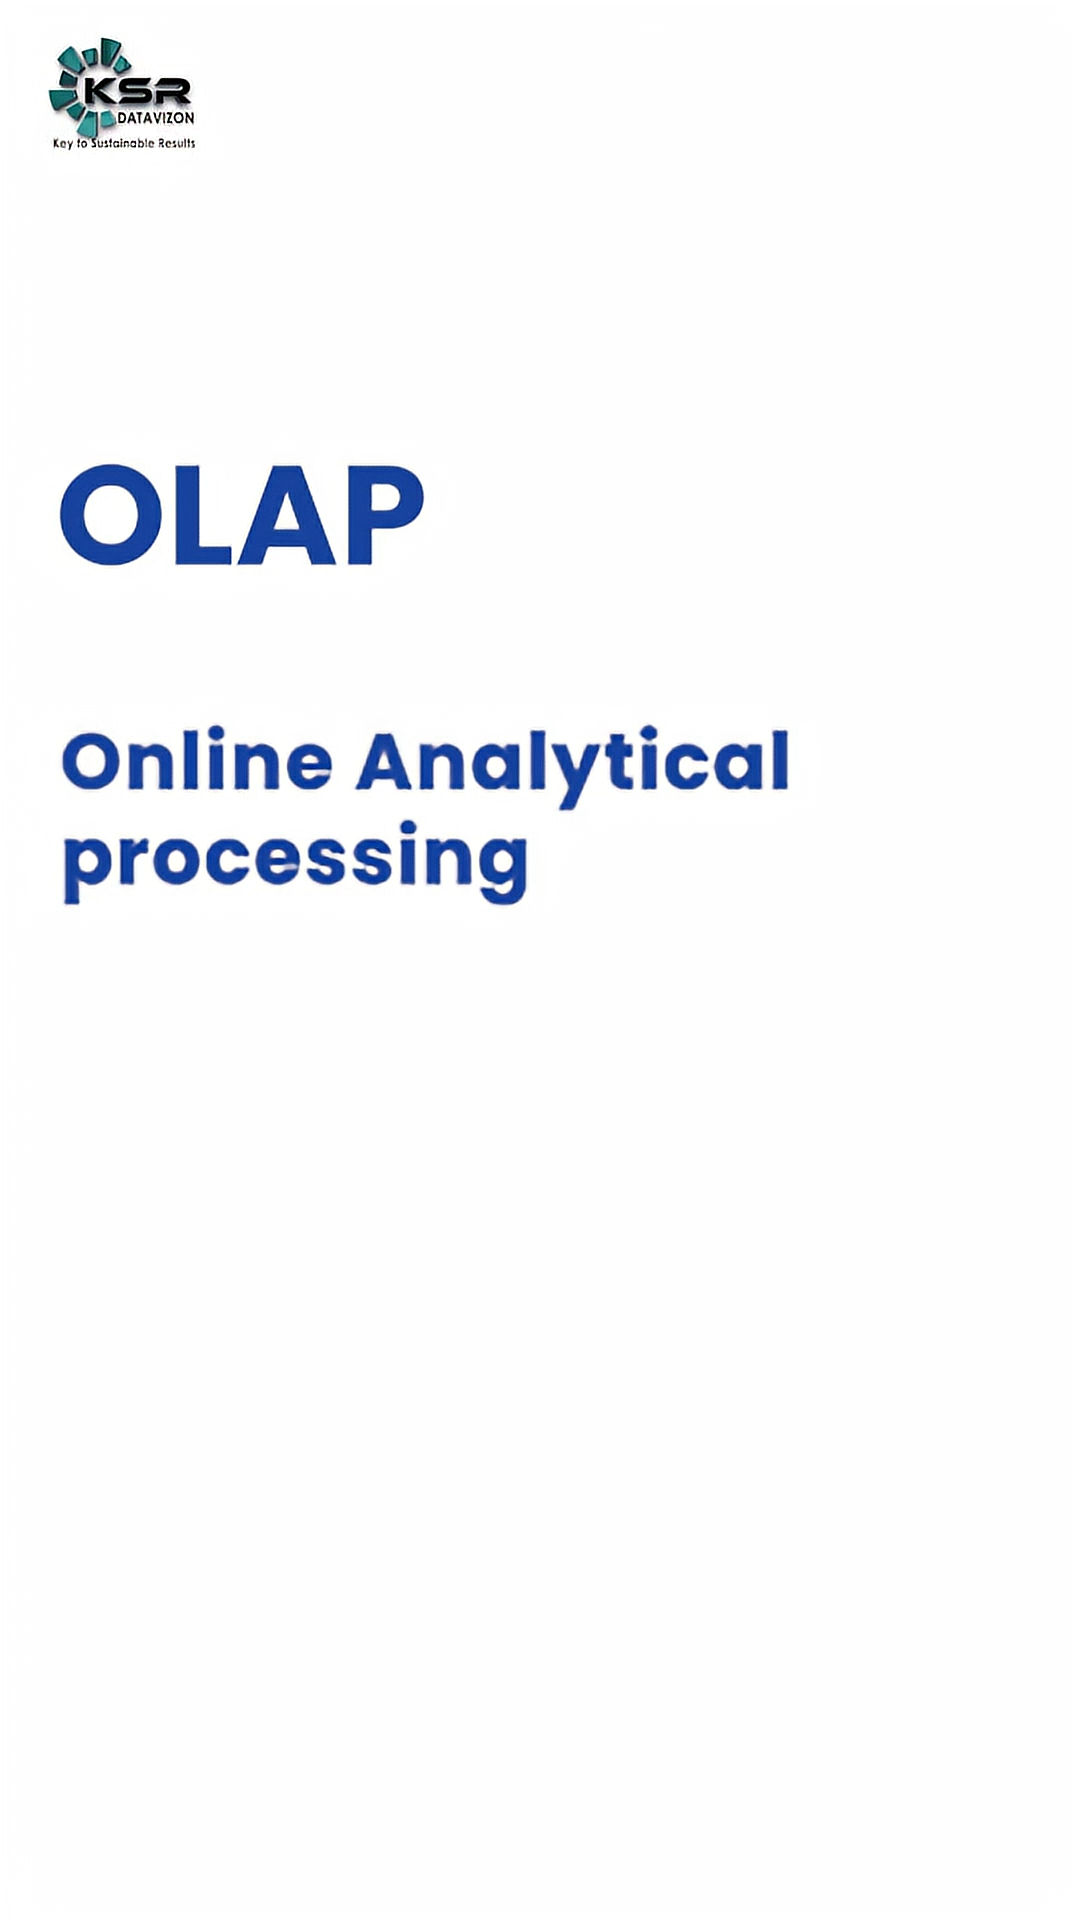 KSR
DATAVIZON
Key to Sustainable Results
OLAP
Online Analytical
processing